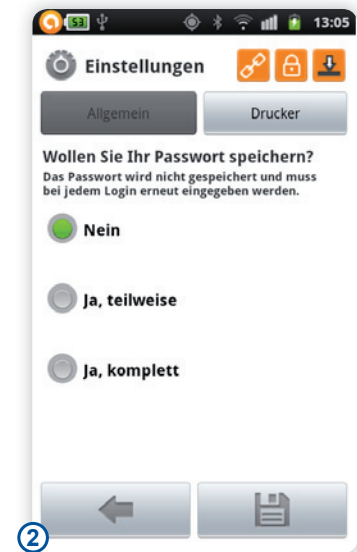 53
13:05
Einstellungen
Allgemein
Drucker
Wollen Sie Ihr Passwort speichern?
Das Passwort wird nicht gespeichert und muss
bei jedem Login erneut eingegeben werden.
Nein
Ja, teilweise
Ja, komplett
2